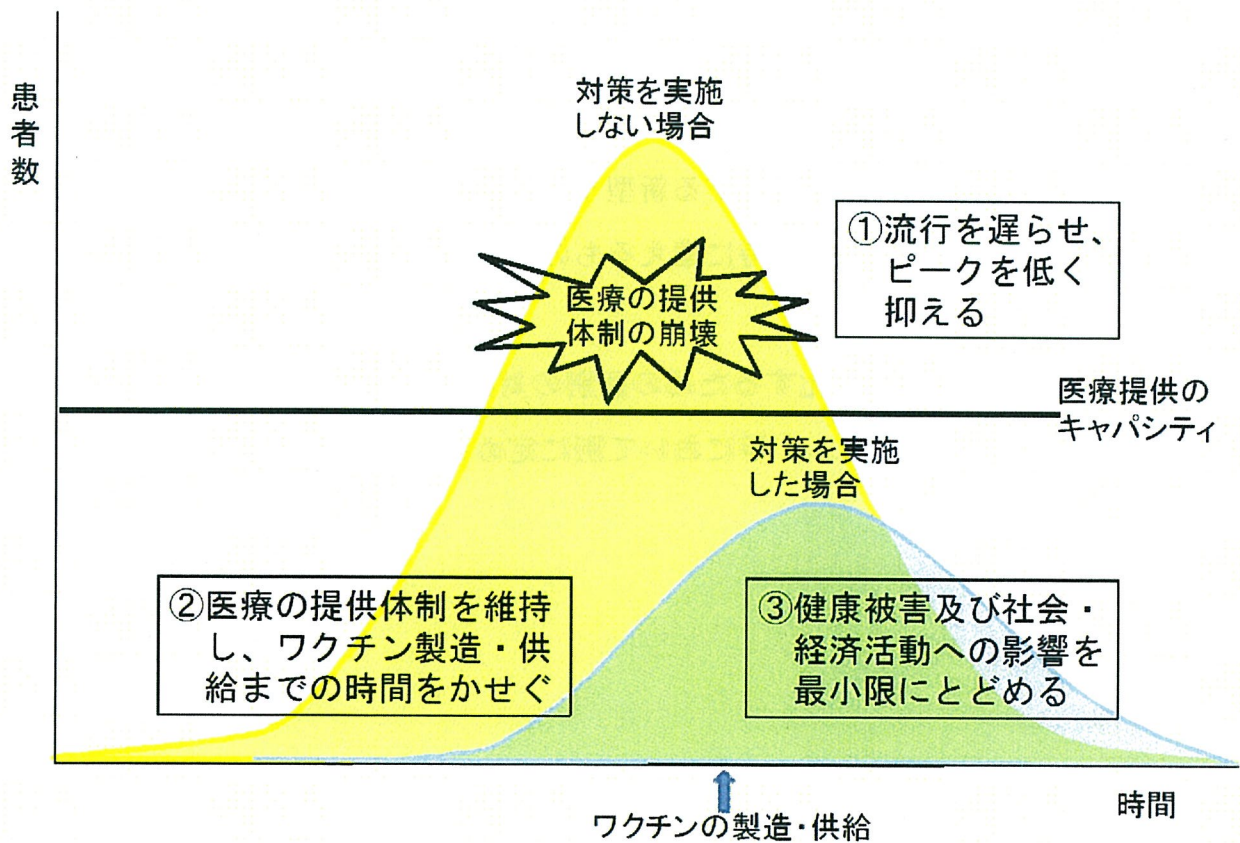 患者数
対策を実施
しない場合
①流行を遅らせ、
ピークを低く
抑える
医療の提供
体制の崩壊
医療提供の
キャパシティ
対策を実施
した場合
②医療の提供体制を維持
し、ワクチン製造・供
給までの時間をかせぐ
③健康被害及び社会・
経済活動への影響を
最小限にとどめる
時間
ワクチンの製造・供給